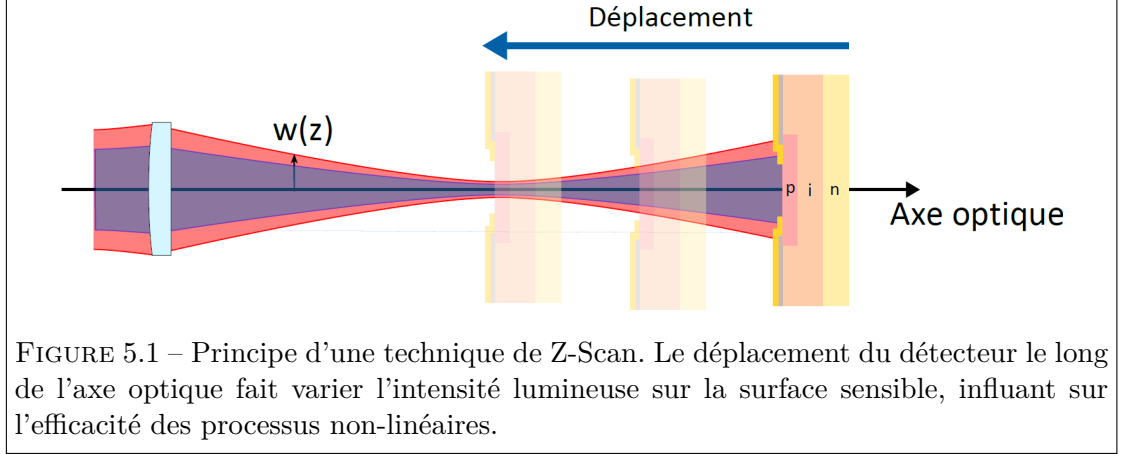 Déplacement
w(z)
p i n
Axe optique
FIGURE 5.1 – Principe d'une technique de Z-Scan. Le déplacement du détecteur le long
de l'axe optique fait varier l'intensité lumineuse sur la surface sensible, influant sur
l'efficacité des processus non-linéaires.